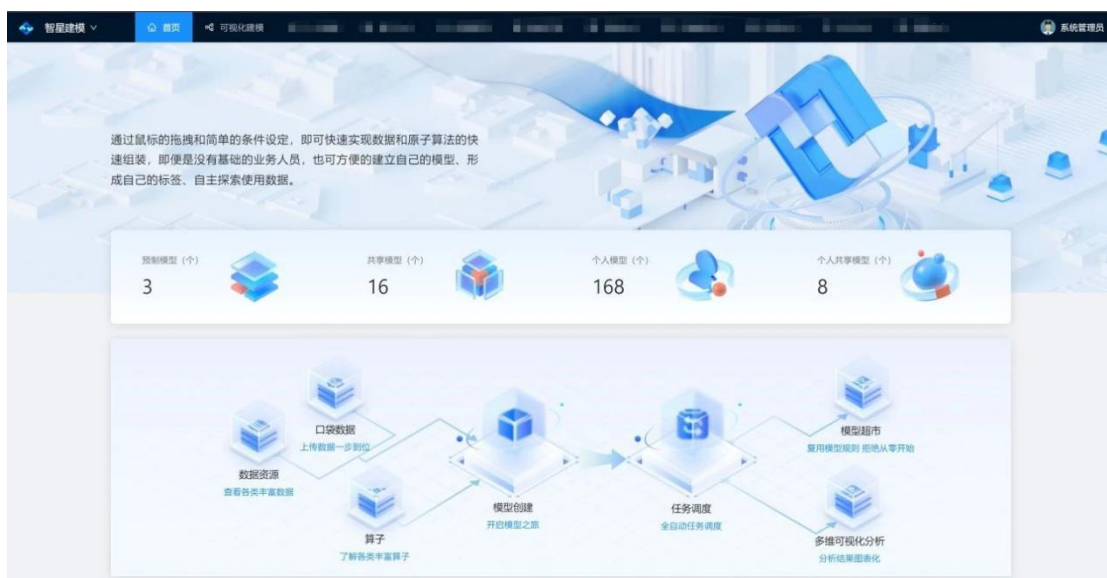 智星建模
首页
可视化建模
系统管理员
通过鼠标的拖拽和简单的条件设定，即可快速实现数据和原子算法的快
速组装，即便是没有基础的业务人员，也可方便的建立自己的模型、形
成自己的标签、自主探索使用数据。
预制模型（个）
3
共享模型（个）
16
个人模型（个）
168
个人共享模型（个）
8
口袋数据
上传数据一步到位
数据资源
查看各类丰富数据
算子
了解各类丰富算子
模型创建
开启模型之旅
任务调度
全自动任务调度
模型超市
复用模型规则 拒绝从零开始
多维可视化分析
分析结果图表化